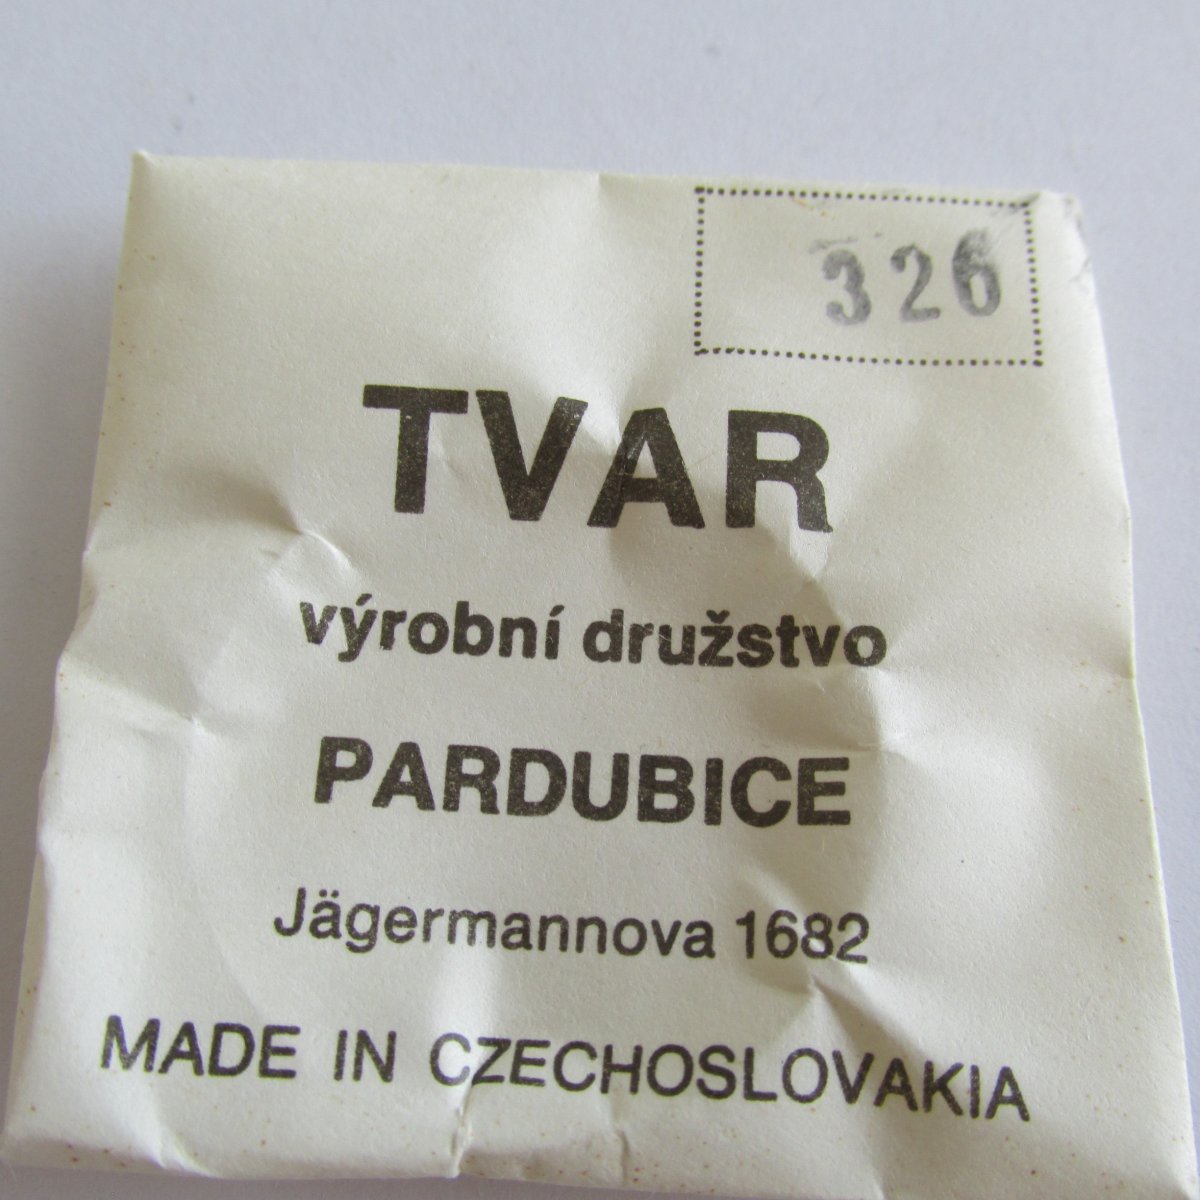 326
TVAR
výrobní družstvo
PARDUBICE
Jägermannova 1682
MADE IN CZECHOSLOVAKIA